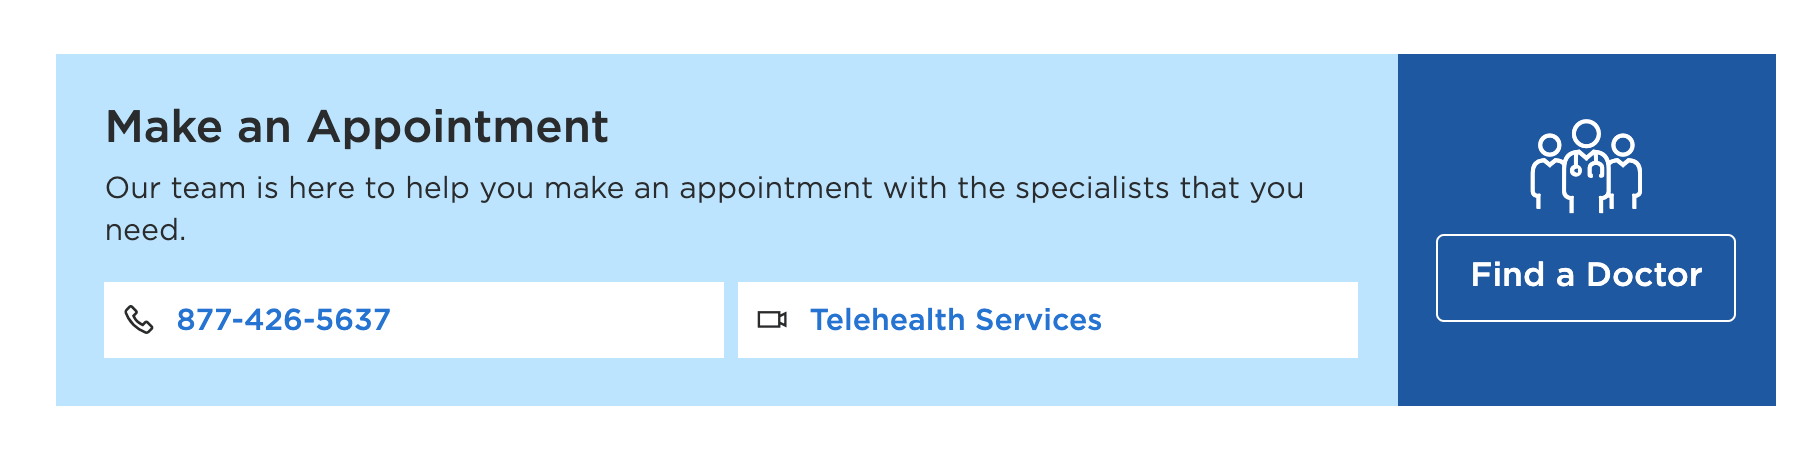 Make an Appointment
Our team is here to help you make an appointment with the specialists that you
need.
877-426-5637
Telehealth Services
Find a Doctor